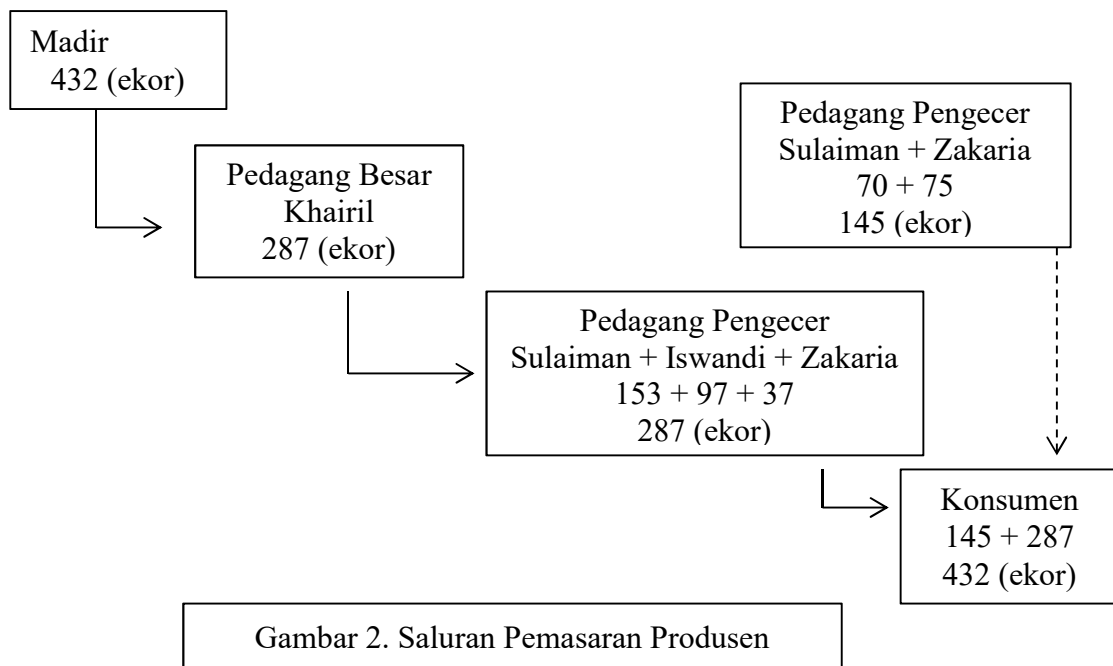 Madir
432 (ekor)
Pedagang Besar
Khairil
287 (ekor)
Pedagang Pengecer
Sulaiman + Zakaria
70 + 75
145 (ekor)
Pedagang Pengecer
Sulaiman + Iswandi + Zakaria
153 + 97 + 37
287 (ekor)
Konsumen
145 + 287
432 (ekor)
Gambar 2. Saluran Pemasaran Produsen